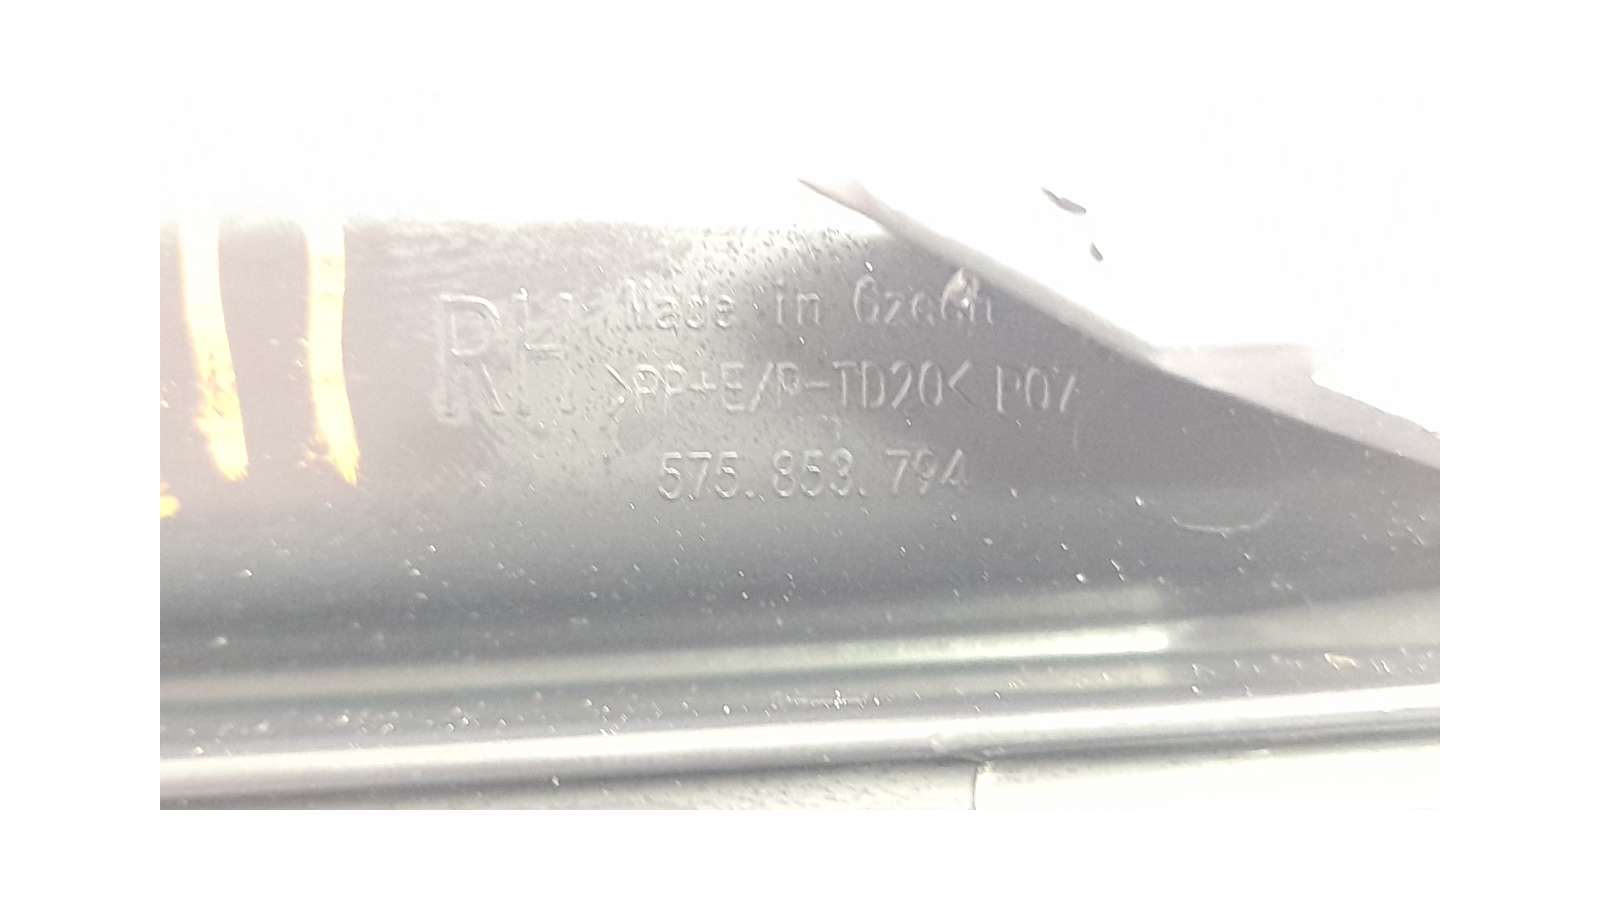 RH Made in Czech
>PP+E/P-TD20< P07
575.853.794